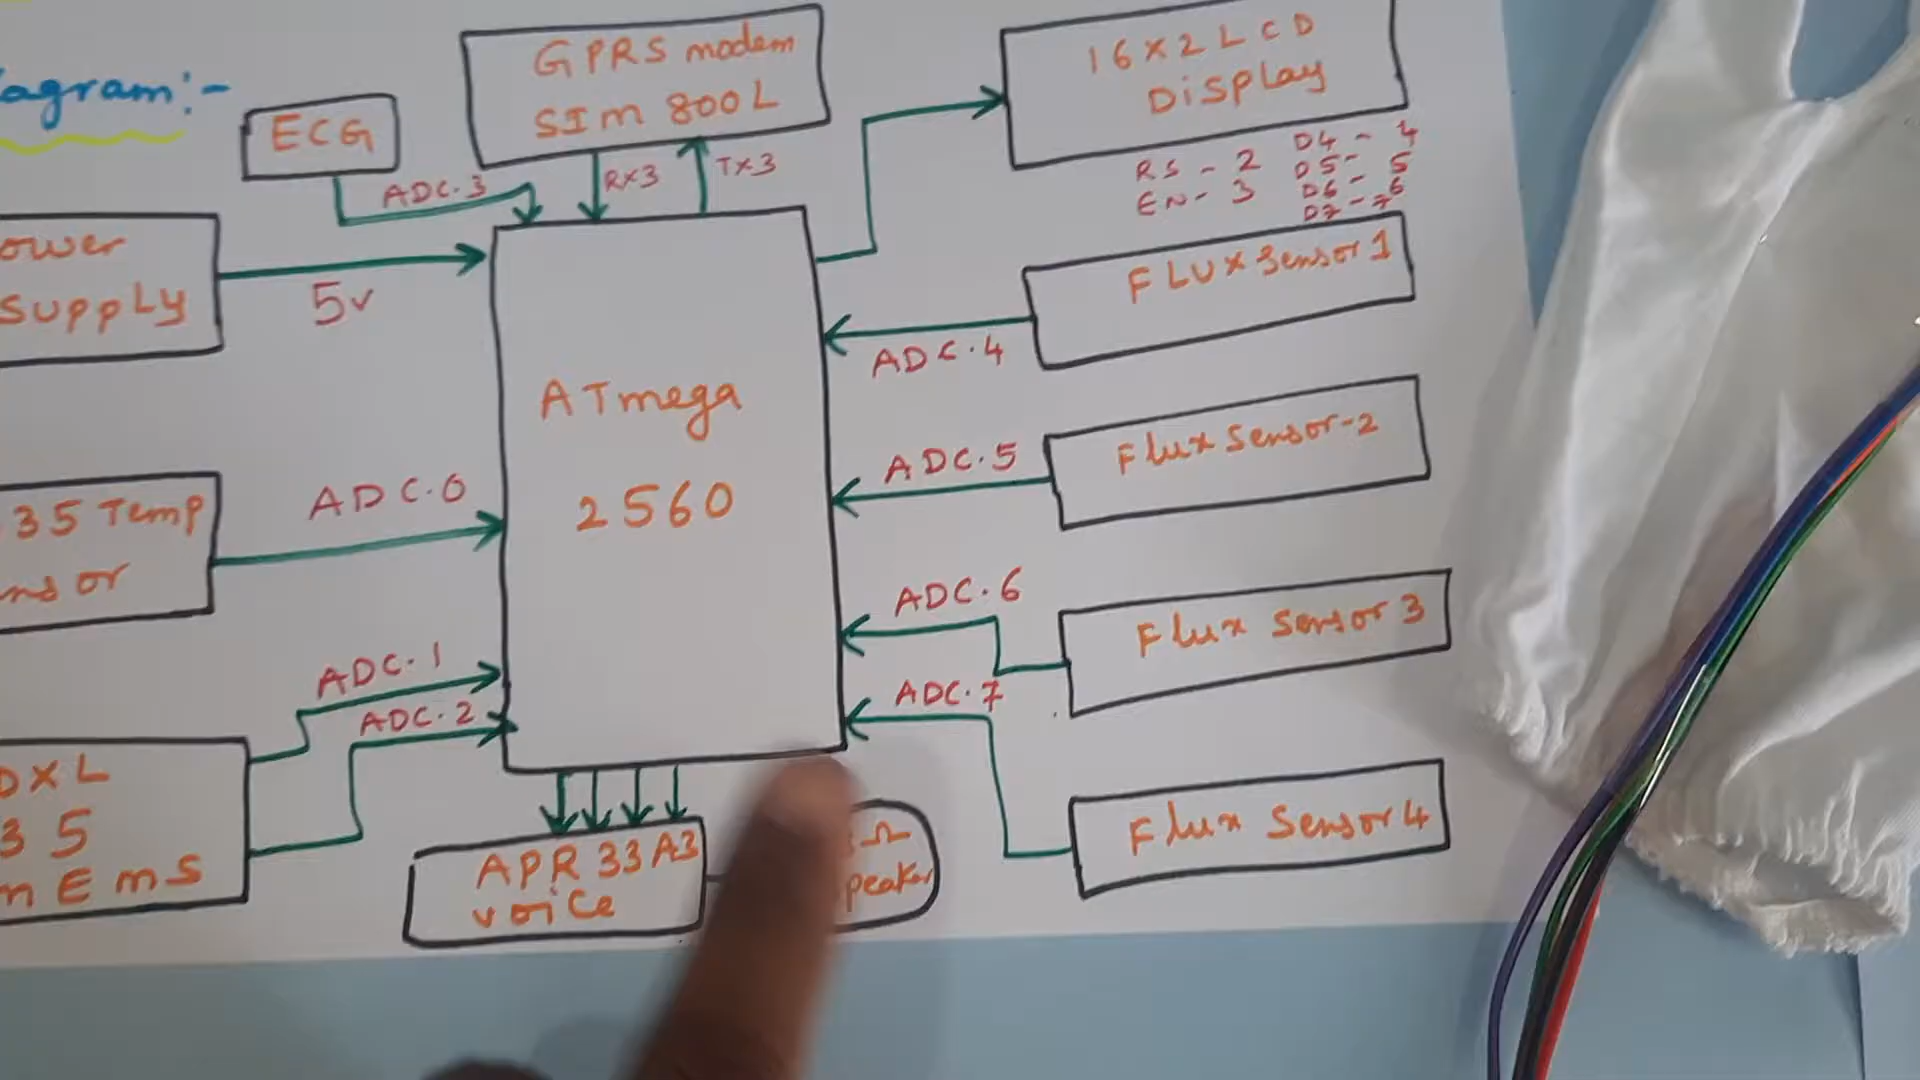 agram:-
GPRS modem
SIM 800L
16X2 LCD
Display
ECG
ADC.3
RX3
TX3
RS - 2
EN - 3
D4 - 4
D5 - 5
D6 - 6
D7 - 7
ower
supply
5v
FLUX Sensor 1
ADC.4
ATmega
2560
Flux Sensor-2
ADC.5
35 Temp
nsor
ADC.0
ADC.6
Flux Sensor 3
ADC.1
ADC.2
ADC.7
DXL
35
mEms
Flux Sensor 4
APR 33A3
voice
Ω
peaker